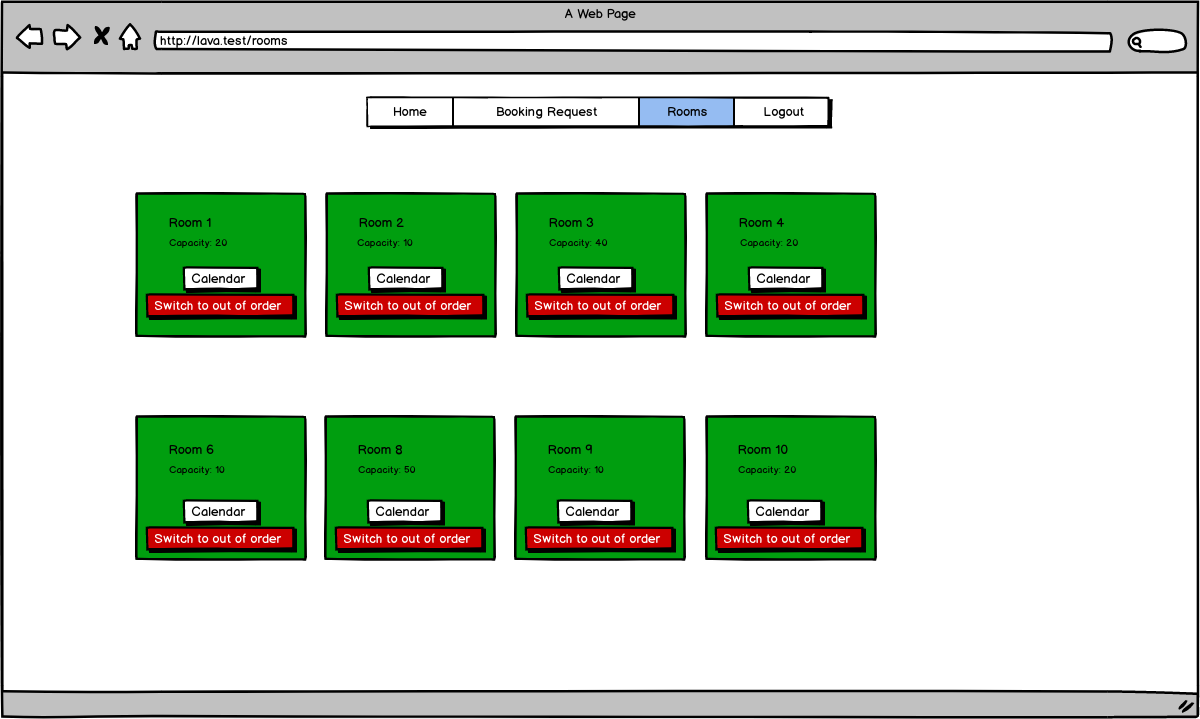 A Web Page
http://lava.test/rooms
Home Booking Request Rooms Logout
Room 1 Room 2 Room 3 Room 4
Capacity: 20 Capacity: 10 Capacity: 40 Capacity: 20
Calendar Calendar Calendar Calendar
Switch to out of order Switch to out of order Switch to out of order Switch to out of order
Room 6 Room 8 Room 9 Room 10
Capacity: 10 Capacity: 50 Capacity: 10 Capacity: 20
Calendar Calendar Calendar Calendar
Switch to out of order Switch to out of order Switch to out of order Switch to out of order